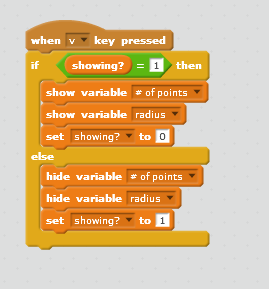 when v key pressed
if showing? = 1 then
show variable # of points
show variable radius
set showing? to 0
else
hide variable # of points
hide variable radius
set showing? to 1